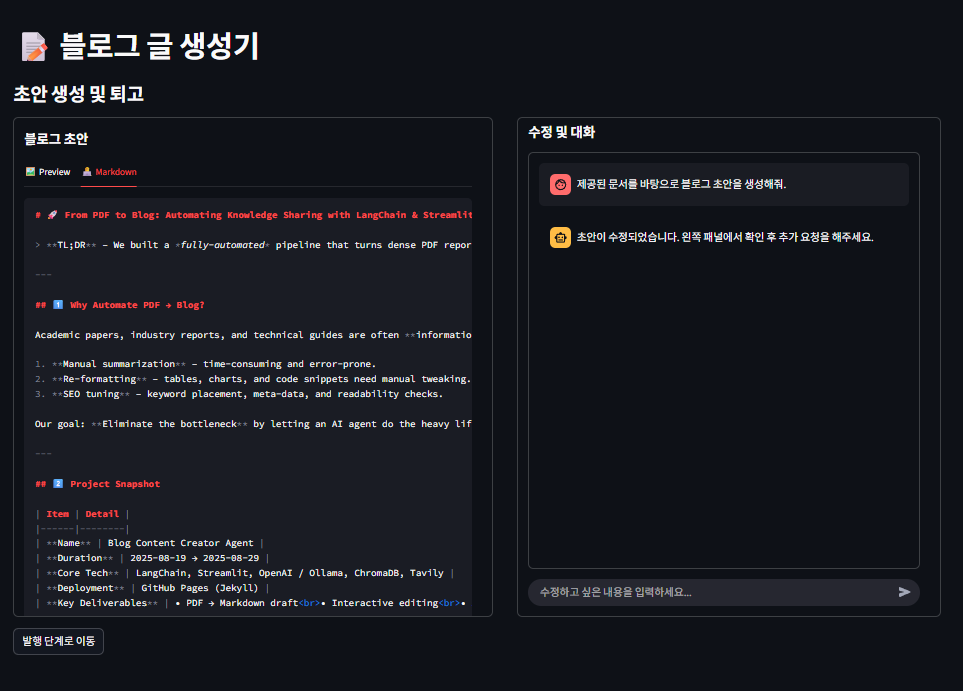 📝 블로그 글 생성기
초안 생성 및 퇴고
블로그 초안
Preview Markdown
# 🚀 From PDF to Blog: Automating Knowledge Sharing with LangChain & Streamlit
> **TL;DR** – We built a *fully-automated* pipeline that turns dense PDF repor
---
## 1️⃣ Why Automate PDF → Blog?
Academic papers, industry reports, and technical guides are often **informatio
1. **Manual summarization** – time-consuming and error-prone.
2. **Re-formatting** – tables, charts, and code snippets need manual tweaking.
3. **SEO tuning** – keyword placement, meta-data, and readability checks.
Our goal: **Eliminate the bottleneck** by letting an AI agent do the heavy lif
---
## 2️⃣ Project Snapshot
| Item | Detail |
|------|--------|
| **Name** | Blog Content Creator Agent |
| **Duration** | 2025-08-19 → 2025-08-29 |
| **Core Tech** | LangChain, Streamlit, OpenAI / Ollama, ChromaDB, Tavily |
| **Deployment** | GitHub Pages (Jekyll) |
| **Key Deliverables** | • PDF → Markdown draft<br>• Interactive editing<br>•
발행 단계로 이동
수정 및 대화
제공된 문서를 바탕으로 블로그 초안을 생성해줘.
초안이 수정되었습니다. 왼쪽 패널에서 확인 후 추가 요청을 해주세요.
수정하고 싶은 내용을 입력하세요...